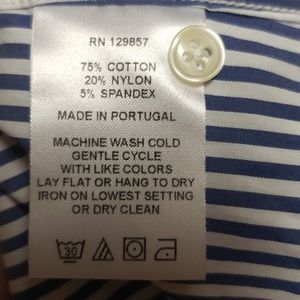 RN 129857
75% COTTON
20% NYLON
5% SPANDEX
MADE IN PORTUGAL
MACHINE WASH COLD
GENTLE CYCLE
WITH LIKE COLORS
LAY FLAT OR HANG TO DRY
IRON ON LOWEST SETTING
OR DRY CLEAN
30